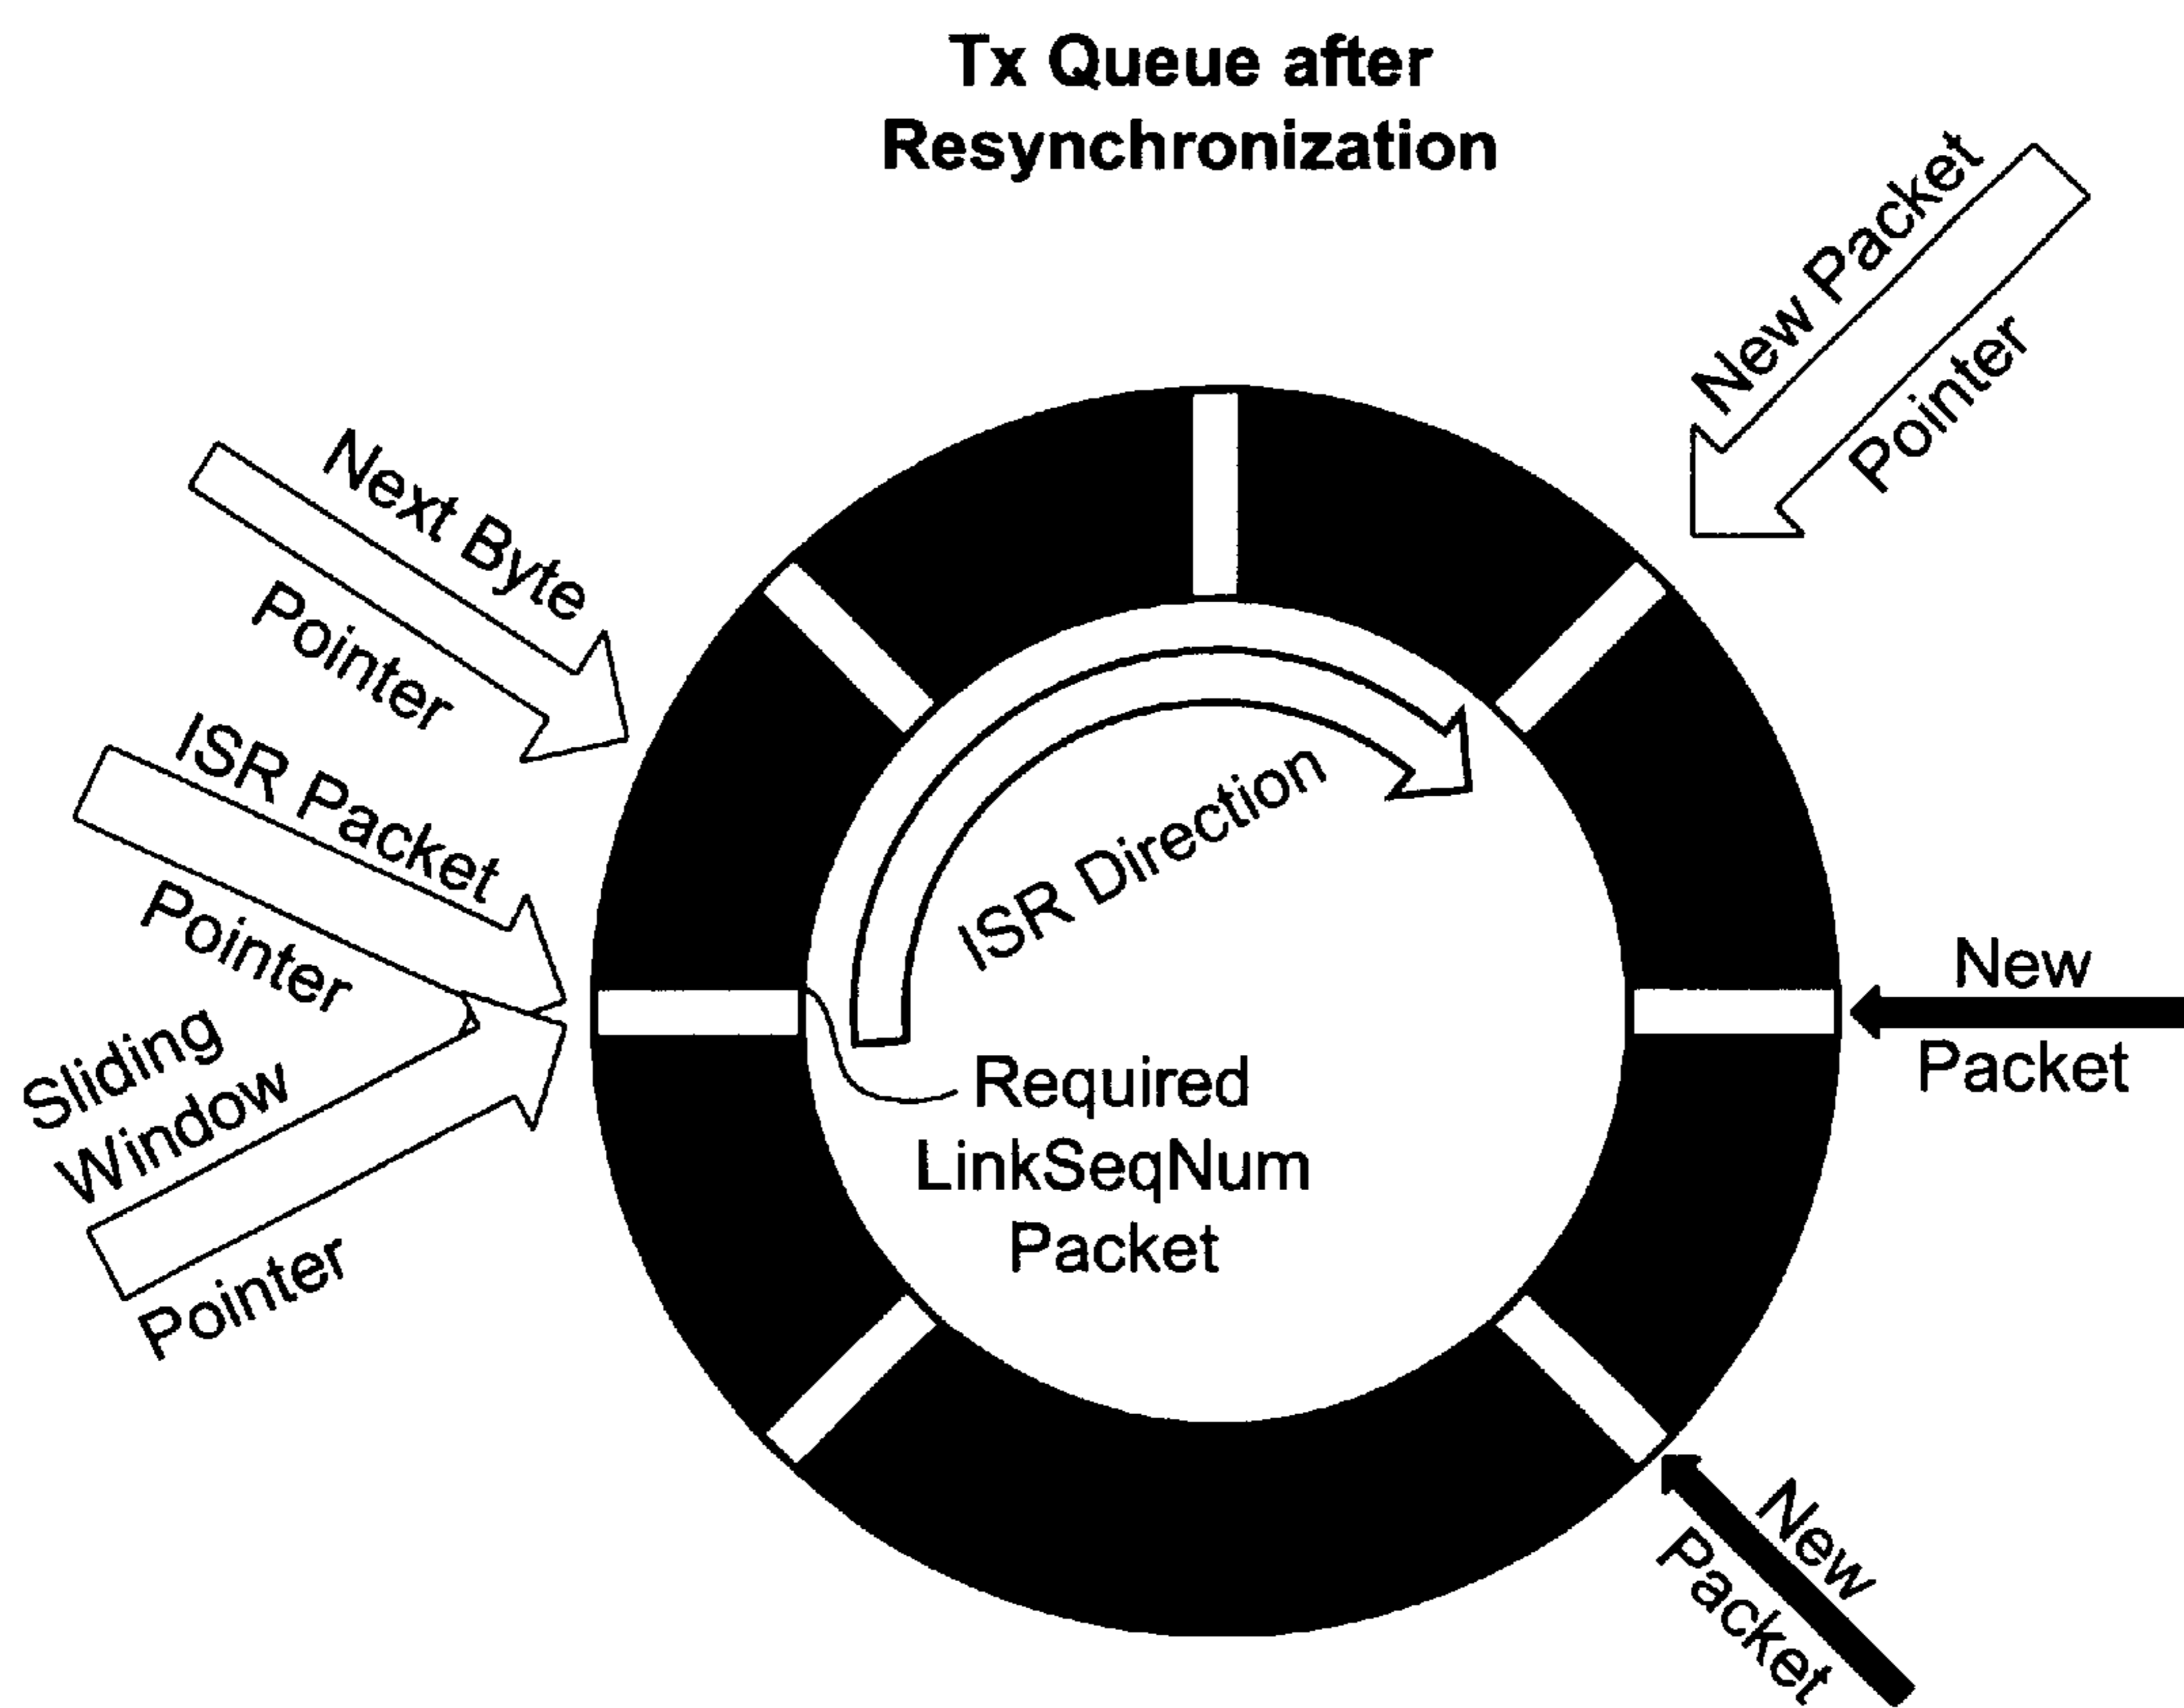 Tx Queue after
Resynchronization
New Packet
Pointer
Next Byte
Pointer
ISR Packet
Pointer
ISR Direction
Sliding
Window
Pointer
Required
LinkSeqNum
Packet
New
Packet
New
Packet